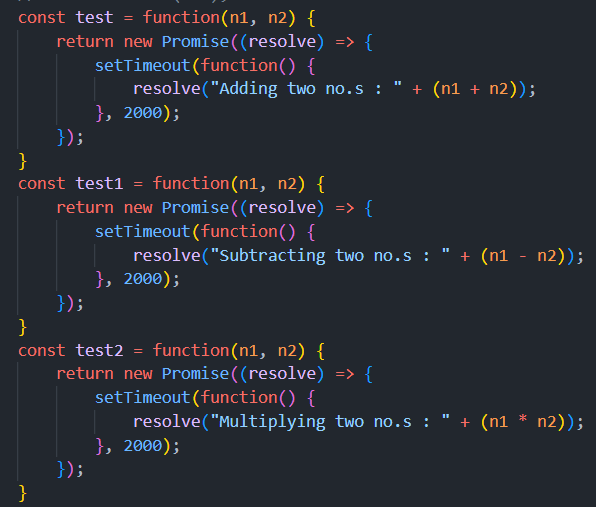 const test = function(n1, n2) {
    return new Promise((resolve) => {
        setTimeout(function() {
            resolve("Adding two no.s : " + (n1 + n2));
        }, 2000);
    });
}
const test1 = function(n1, n2) {
    return new Promise((resolve) => {
        setTimeout(function() {
            resolve("Subtracting two no.s : " + (n1 - n2));
        }, 2000);
    });
}
const test2 = function(n1, n2) {
    return new Promise((resolve) => {
        setTimeout(function() {
            resolve("Multiplying two no.s : " + (n1 * n2));
        }, 2000);
    });
}